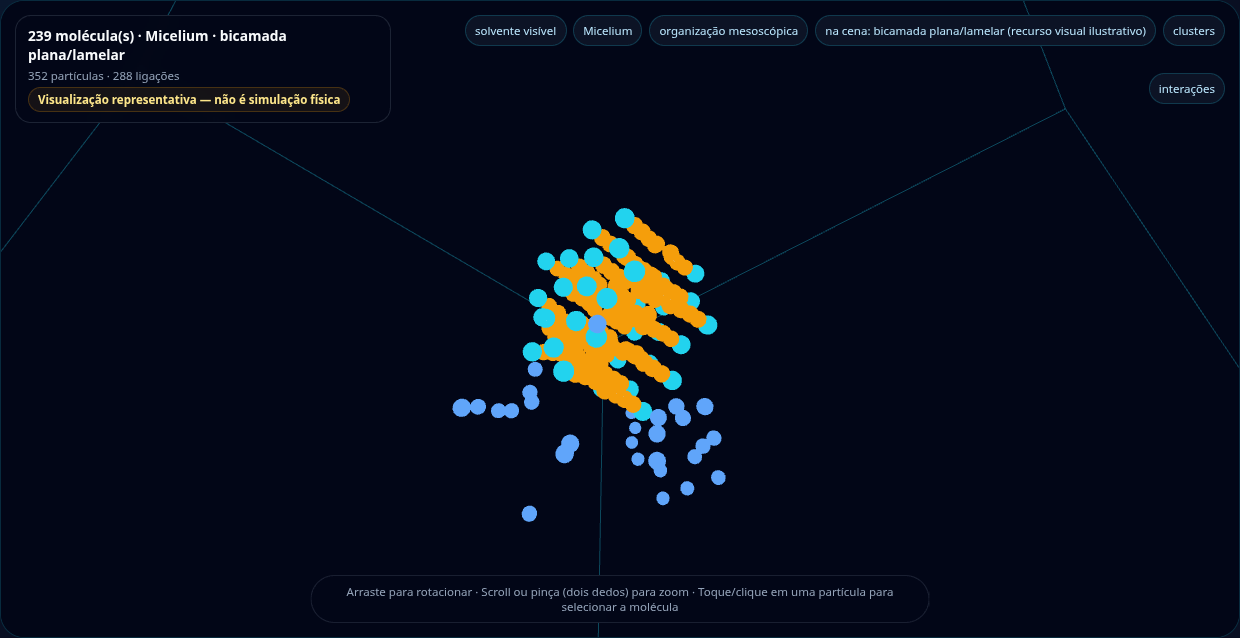 239 molécula(s) · Micelium · bicamada
plana/lamelar
352 partículas · 288 ligações
Visualização representativa — não é simulação física
solvente visível
Micelium
organização mesoscópica
na cena: bicamada plana/lamelar (recurso visual ilustrativo)
clusters
interações
Arraste para rotacionar · Scroll ou pinça (dois dedos) para zoom · Toque/clique em uma partícula para
selecionar a molécula